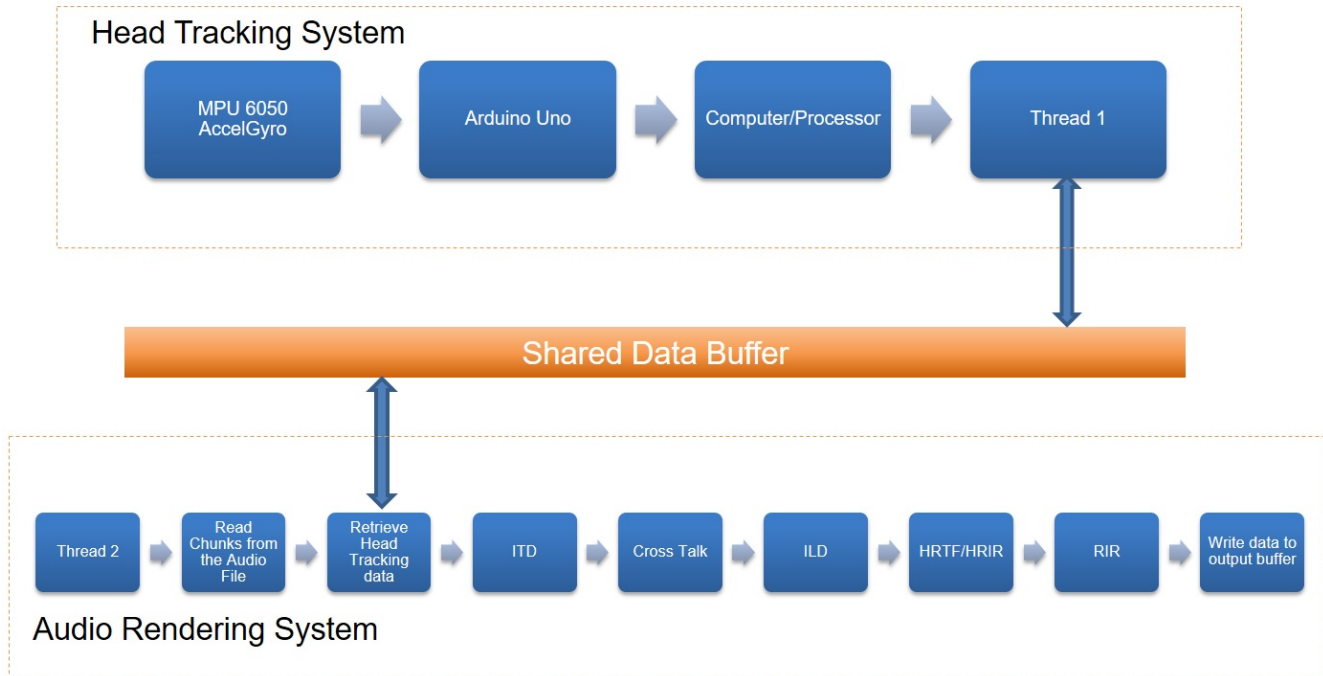 Head Tracking System
MPU 6050
AccelGyro
Arduino Uno
Computer/Processor
Thread 1
Shared Data Buffer
Thread 2
Read
Chunks from
the Audio
File
Retrieve
Head
Tracking
data
ITD
Cross Talk
ILD
HRTF/HRIR
RIR
Write data to
output buffer
Audio Rendering System